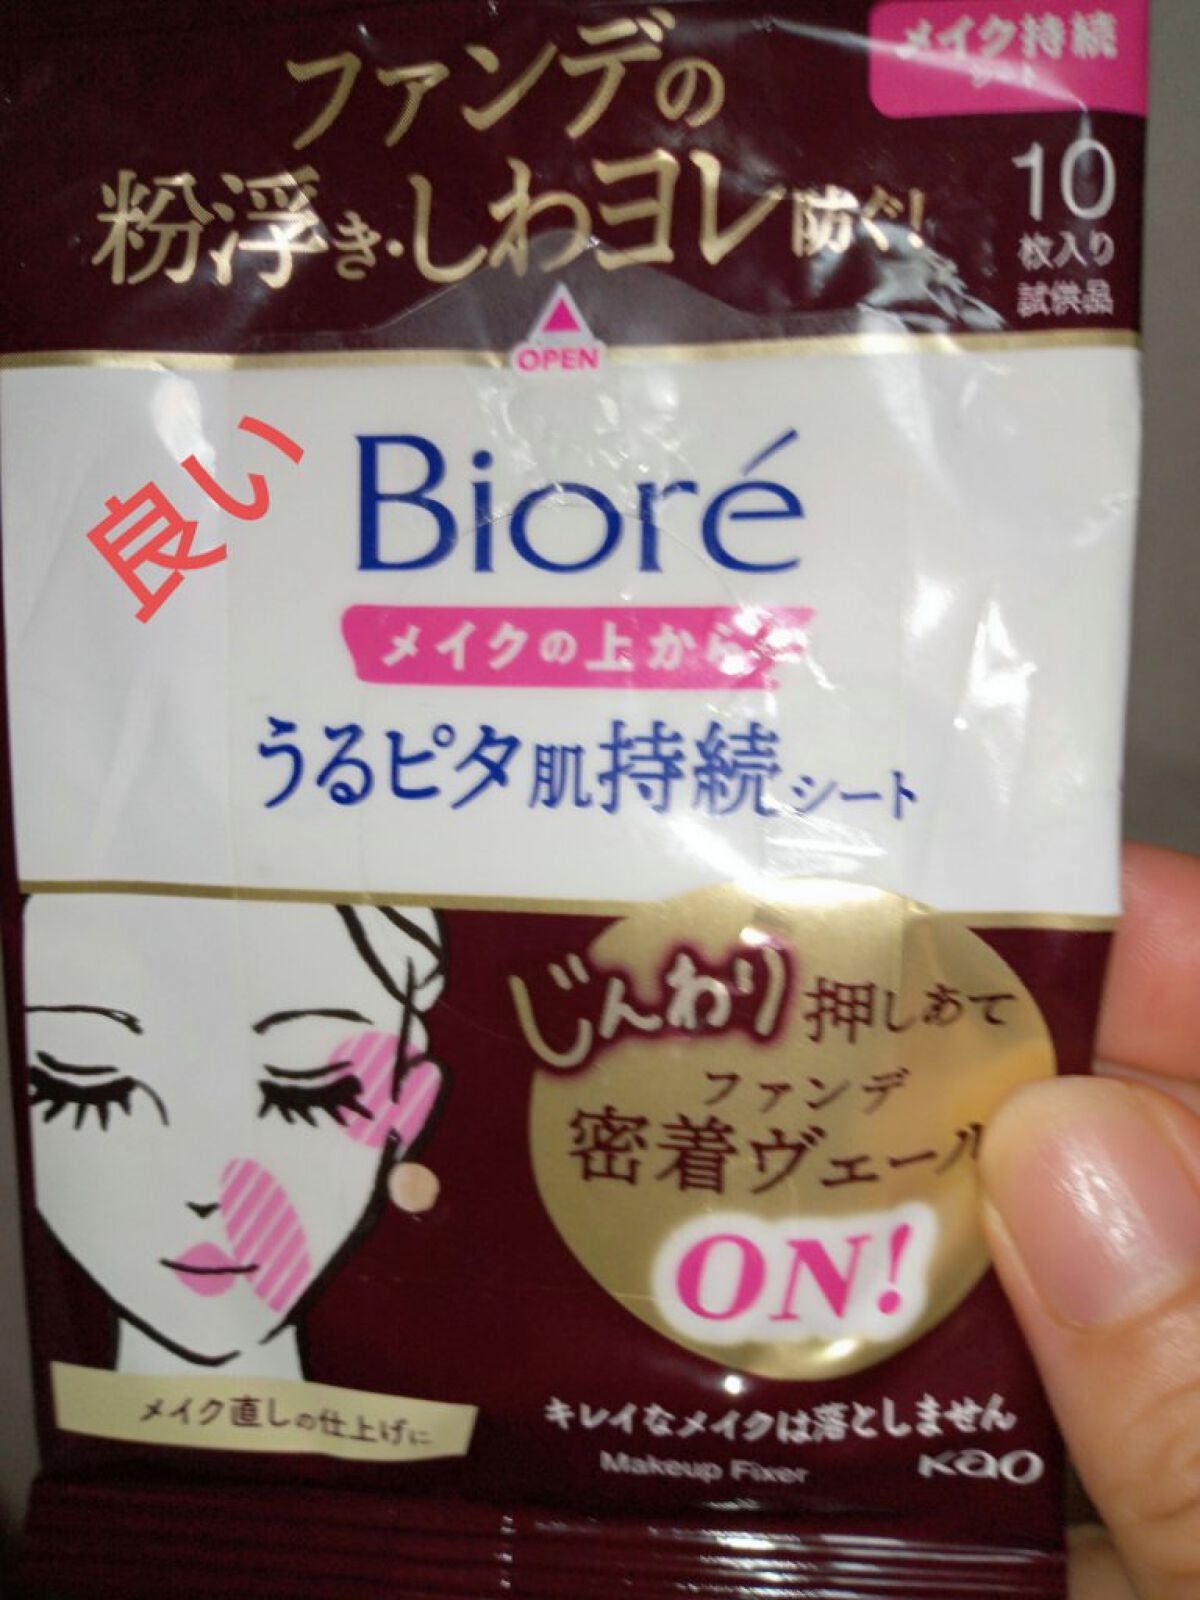 メイク持続
シート
ファンデの
粉浮き・しわヨレ防ぐ!
10
枚入り
試供品
OPEN
良い
Bioré
メイクの上から
うるピタ肌持続シート
じんわり押しあて
ファンデ
密着ヴェール
ON!
メイク直しの仕上げに
キレイなメイクは落としません
Makeup Fixer
Kao